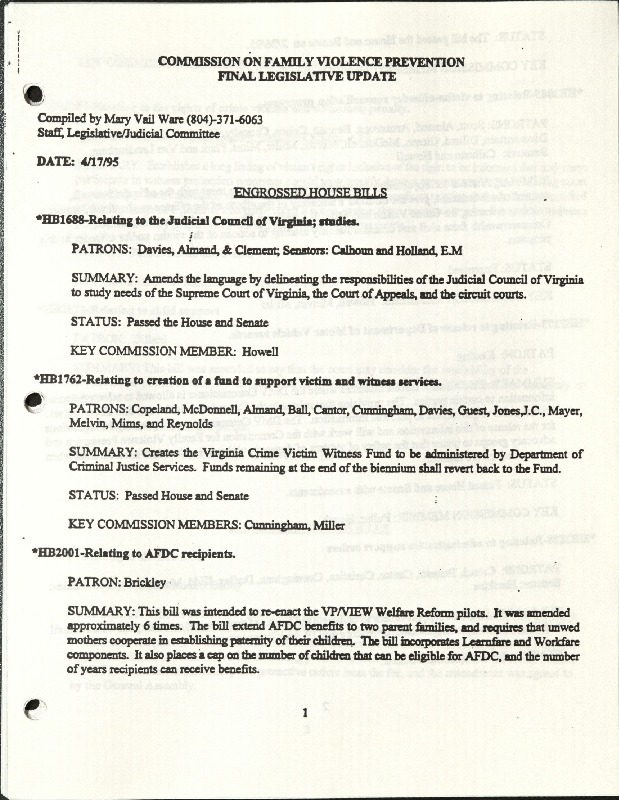 COMMISSION ON FAMILY VIOLENCE PREVENTION
FINAL LEGISLATIVE UPDATE
Compiled by Mary Vail Ware (804)-371-6063
Staff, Legislative/Judicial Committee
DATE: 4/17/95
ENGROSSED HOUSE BILLS
*HB1688-Relating to the Judicial Council of Virginia; studies.
PATRONS: Davies, Almand, & Clement; Senators: Calhoun and Holland, E.M
SUMMARY: Amends the language by delineating the responsibilities of the Judicial Council of Virginia
to study needs of the Supreme Court of Virginia, the Court of Appeals, and the circuit courts.
STATUS: Passed the House and Senate
KEY COMMISSION MEMBER: Howell
*HB1762-Relating to creation of a fund to support victim and witness services.
PATRONS: Copeland, McDonnell, Almand, Ball, Cantor, Cunningham, Davies, Guest, Jones,J.C., Mayer,
Melvin, Mims, and Reynolds
SUMMARY: Creates the Virginia Crime Victim Witness Fund to be administered by Department of
Criminal Justice Services. Funds remaining at the end of the biennium shall revert back to the Fund.
STATUS: Passed House and Senate
KEY COMMISSION MEMBERS: Cunningham, Miller
*HB2001-Relating to AFDC recipients.
PATRON: Brickley
SUMMARY: This bill was intended to re-enact the VP/VIEW Welfare Reform pilots. It was amended
approximately 6 times. The bill extend AFDC benefits to two parent families, and requires that unwed
mothers cooperate in establishing paternity of their children. The bill incorporates Learnfare and Workfare
components. It also places a cap on the number of children that can be eligible for AFDC, and the number
of years recipients can receive benefits.
1